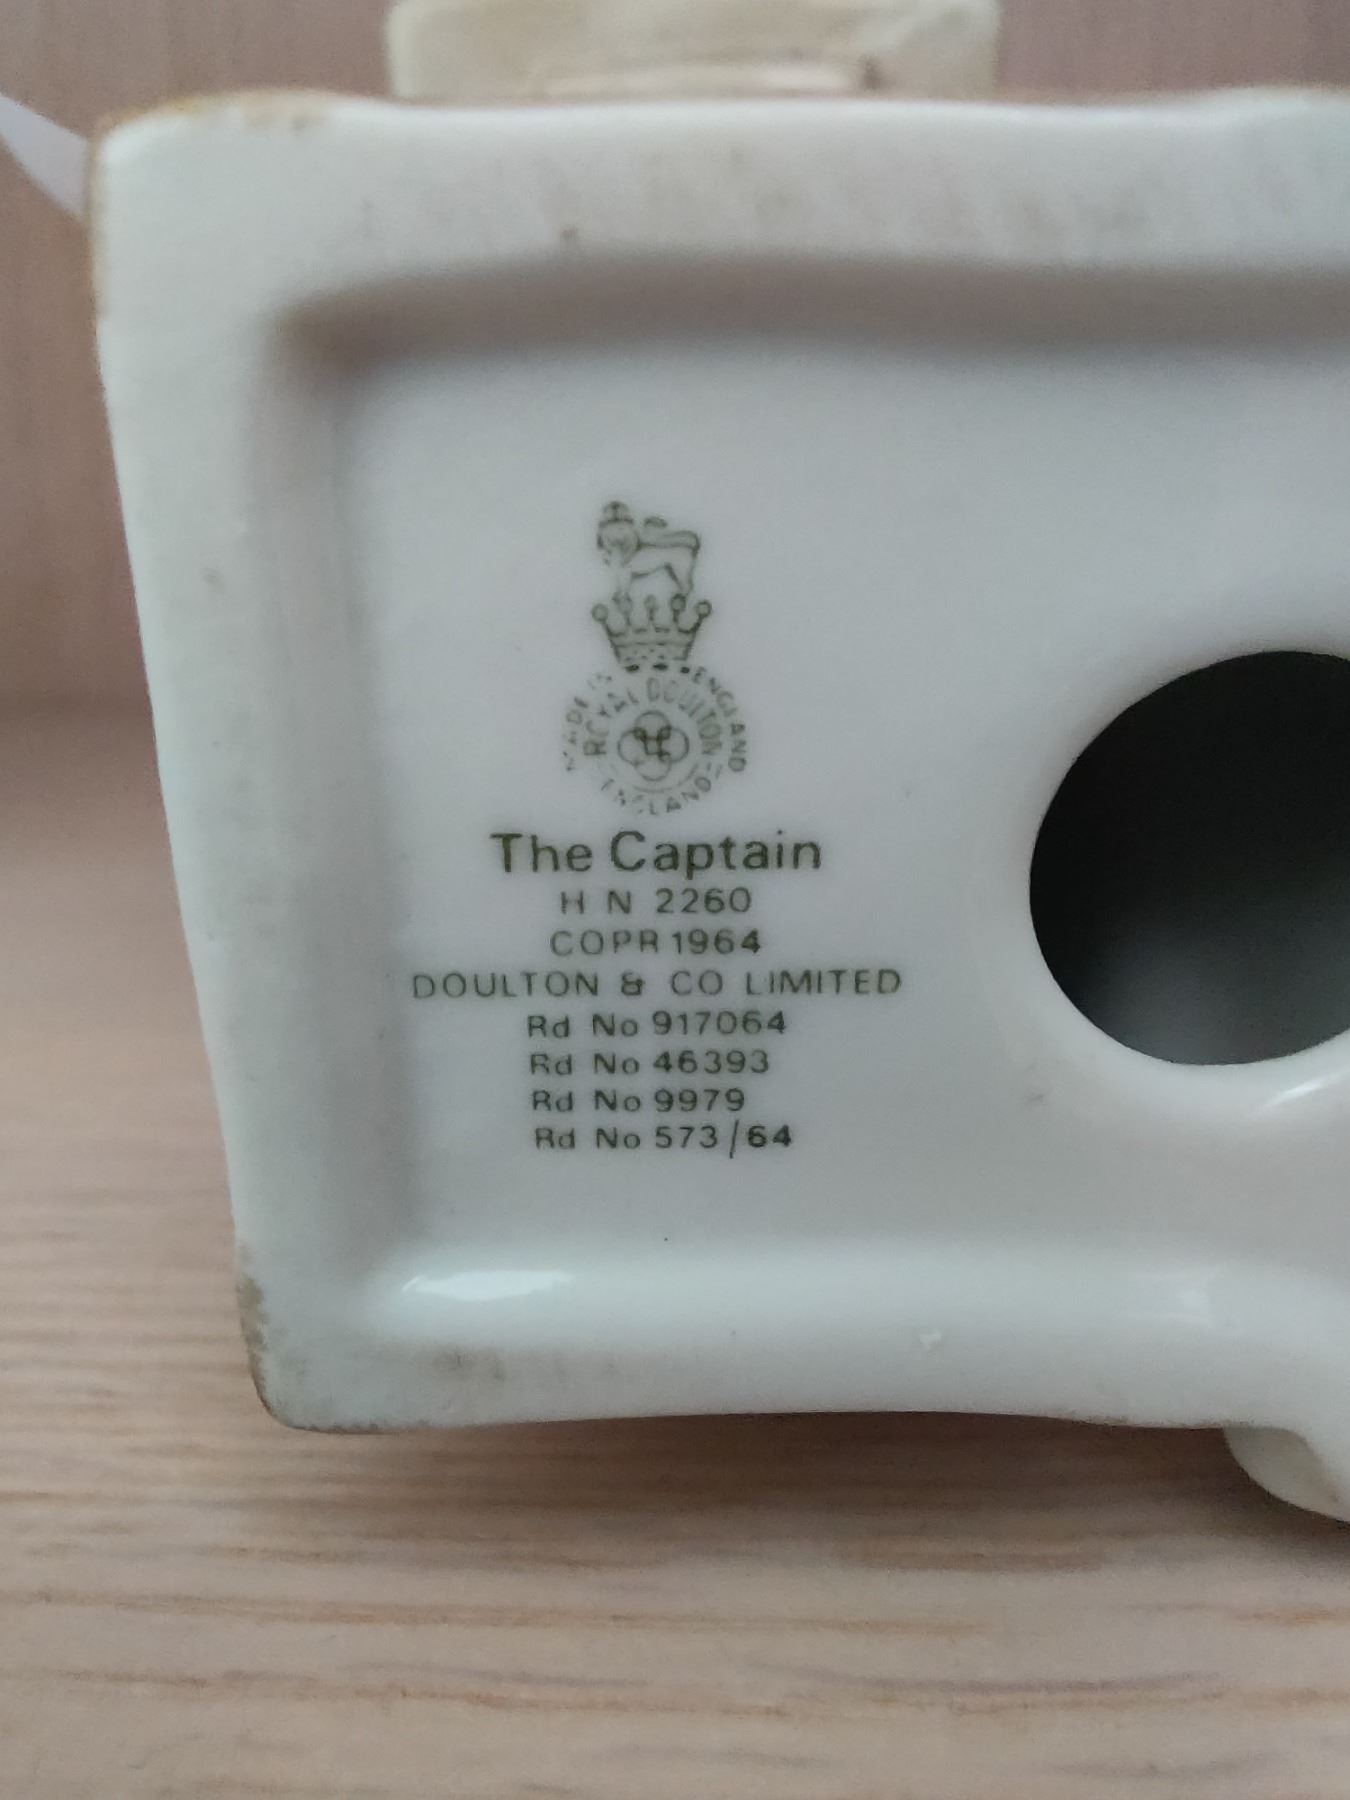 MADE IN ENGLAND
ROYAL DOULTON
ENGLAND
The Captain
H N 2260
COPR 1964
DOULTON & CO LIMITED
Rd No 917064
Rd No 46393
Rd No 9979
Rd No 573/64